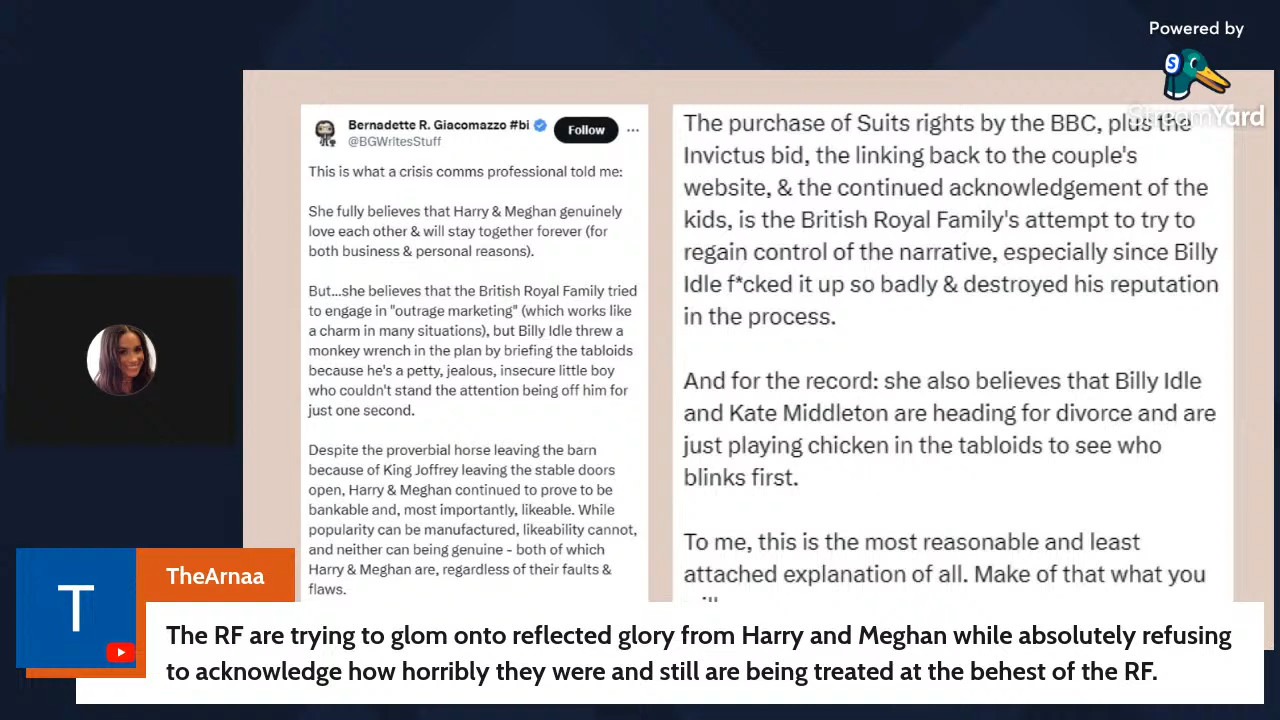 Powered by
S
StreamYard
Bernadette R. Giacomazzo #bi
Follow
...
@BGWritesStuff
This is what a crisis comms professional told me:
She fully believes that Harry & Meghan genuinely
love each other & will stay together forever (for
both business & personal reasons).
But...she believes that the British Royal Family tried
to engage in "outrage marketing" (which works like
a charm in many situations), but Billy Idle threw a
monkey wrench in the plan by briefing the tabloids
because he's a petty, jealous, insecure little boy
who couldn't stand the attention being off him for
just one second.
Despite the proverbial horse leaving the barn
because of King Joffrey leaving the stable doors
open, Harry & Meghan continued to prove to be
bankable and, most importantly, likeable. While
popularity can be manufactured, likeability cannot,
and neither can being genuine - both of which
Harry & Meghan are, regardless of their faults &
flaws.
The purchase of Suits rights by the BBC, plus the
Invictus bid, the linking back to the couple's
website, & the continued acknowledgement of the
kids, is the British Royal Family's attempt to try to
regain control of the narrative, especially since Billy
Idle f*cked it up so badly & destroyed his reputation
in the process.
And for the record: she also believes that Billy Idle
and Kate Middleton are heading for divorce and are
just playing chicken in the tabloids to see who
blinks first.
To me, this is the most reasonable and least
attached explanation of all. Make of that what you
T
TheArnaa
The RF are trying to glom onto reflected glory from Harry and Meghan while absolutely refusing
to acknowledge how horribly they were and still are being treated at the behest of the RF.